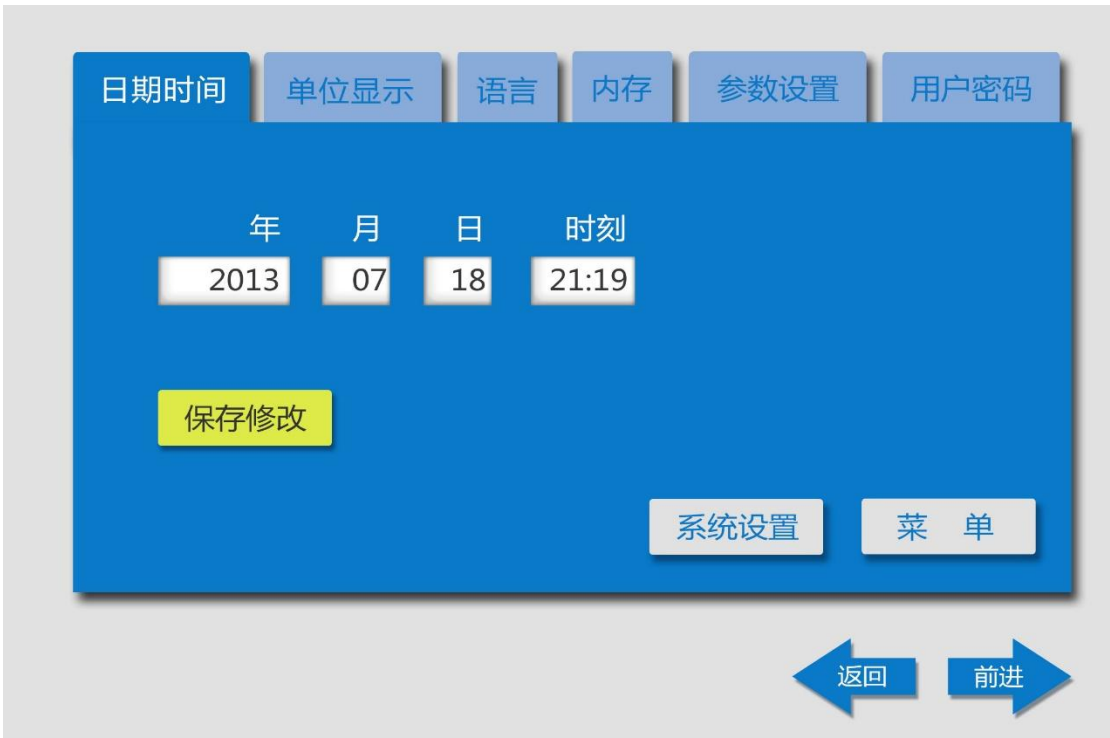 日期时间 单位显示 语言 内存 参数设置 用户密码
年 月 日 时刻
2013 07 18 21:19
保存修改
系统设置 菜 单
返回 前进